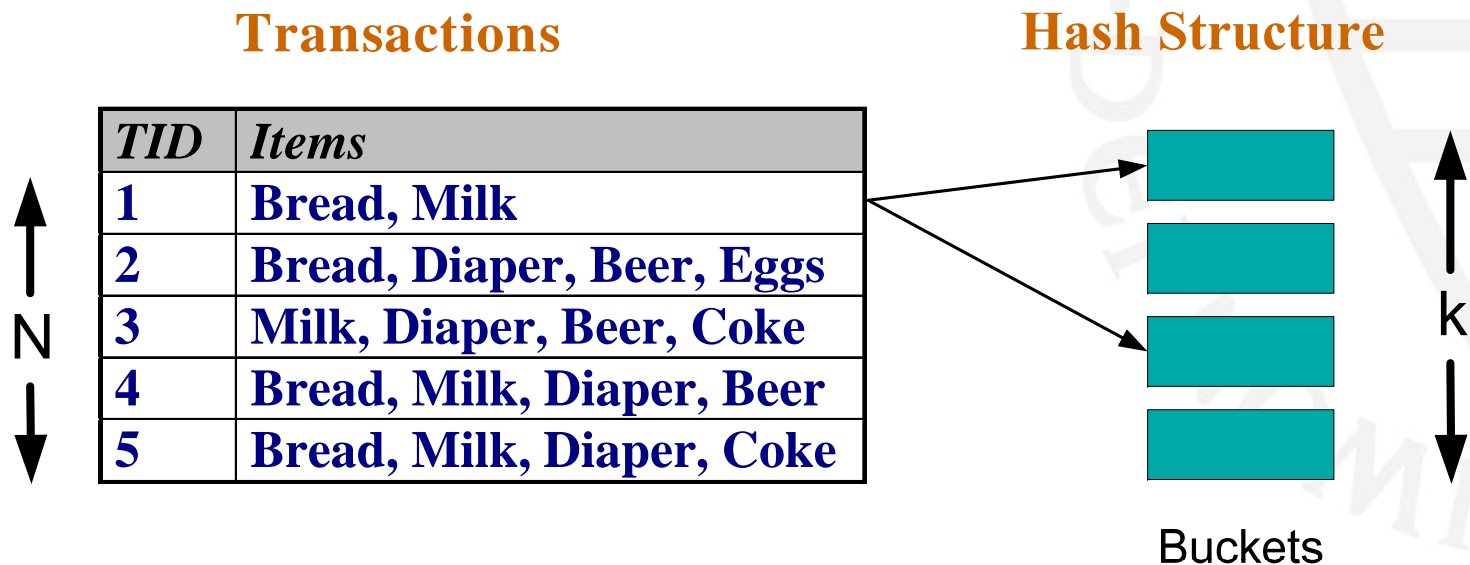 Transactions
Hash Structure
TID Items
1 Bread, Milk
2 Bread, Diaper, Beer, Eggs
3 Milk, Diaper, Beer, Coke
4 Bread, Milk, Diaper, Beer
5 Bread, Milk, Diaper, Coke
N
k
Buckets